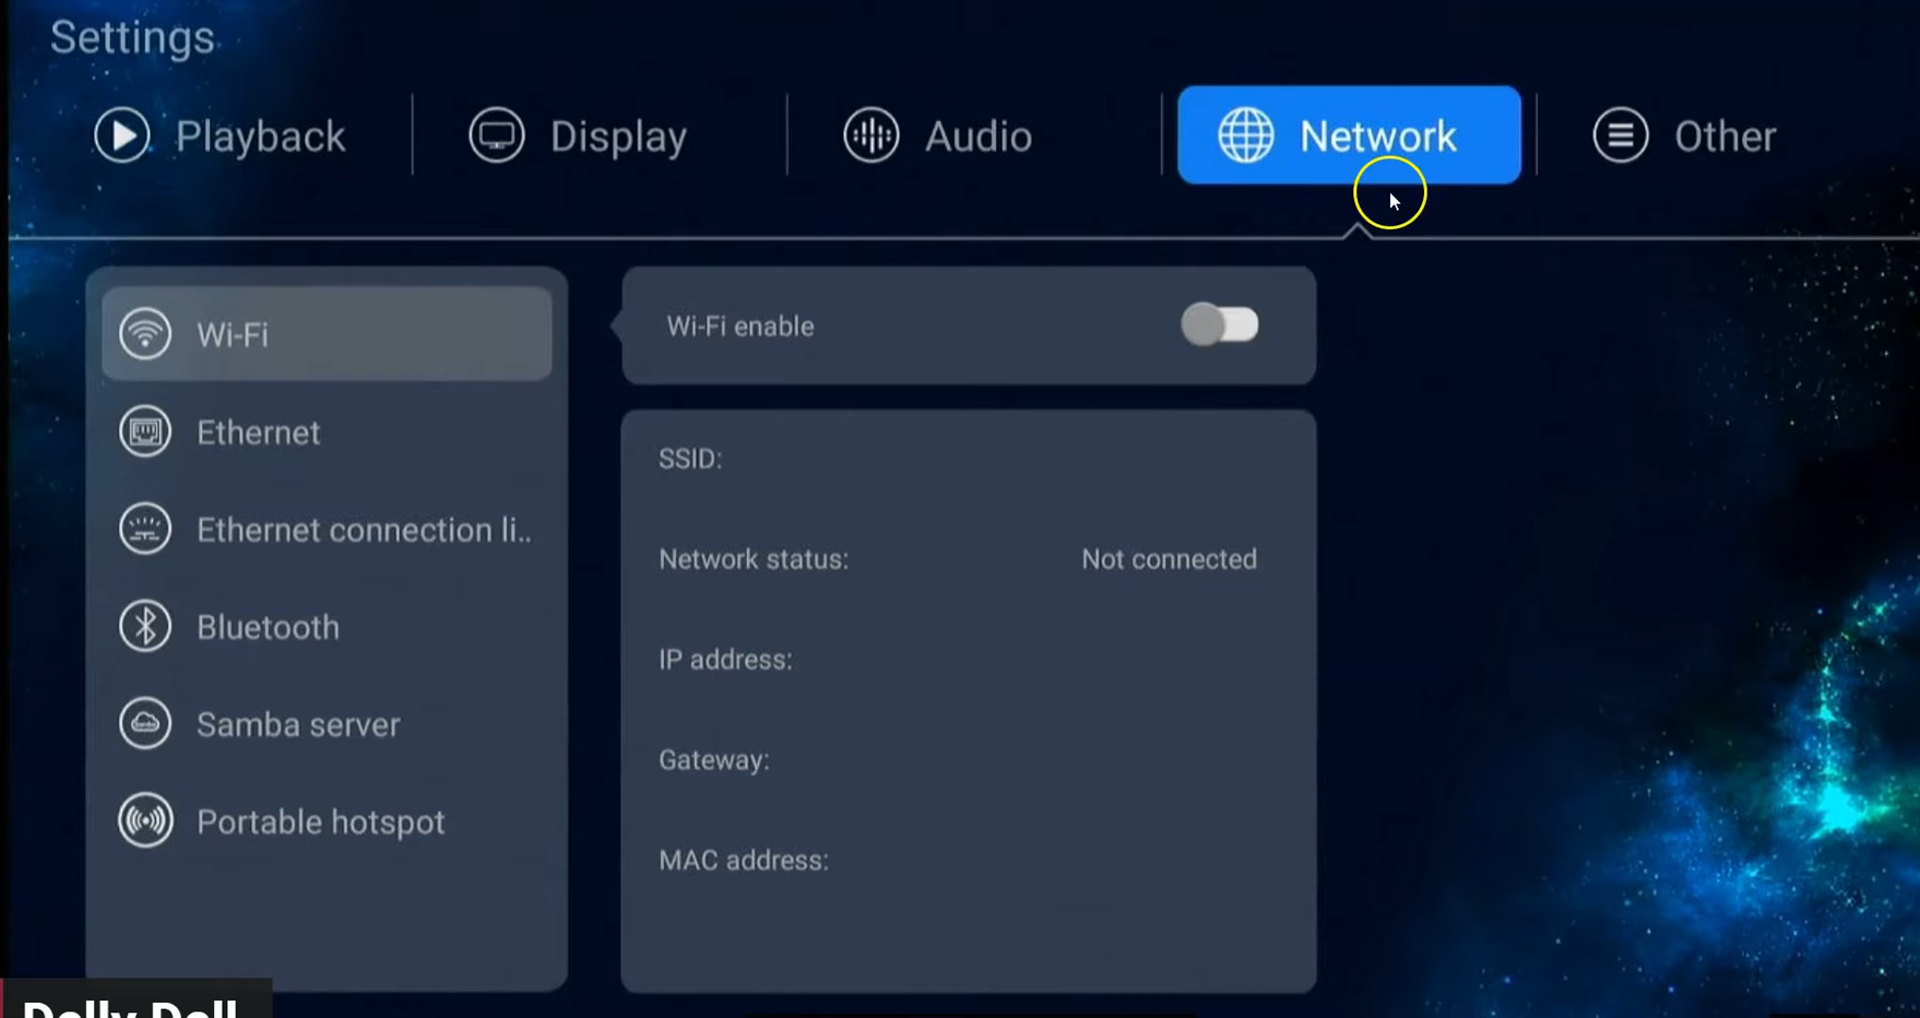 Settings
Playback
Display
Audio
Network
Other
Wi-Fi
Ethernet
Ethernet connection li..
Bluetooth
Samba server
Portable hotspot
Wi-Fi enable
SSID:
Network status: Not connected
IP address:
Gateway:
MAC address: